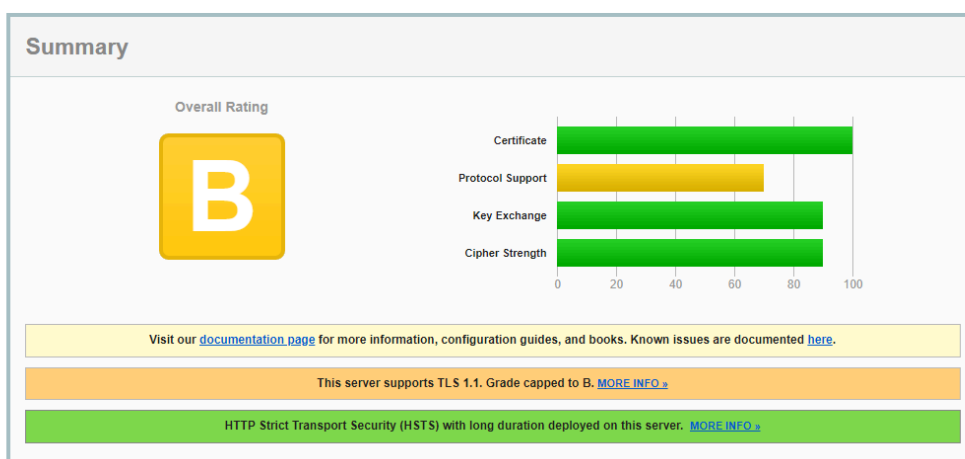 Summary
Overall Rating
B
Certificate
Protocol Support
Key Exchange
Cipher Strength
0 20 40 60 80 100
Visit our documentation page for more information, configuration guides, and books. Known issues are documented here.
This server supports TLS 1.1. Grade capped to B. MORE INFO »
HTTP Strict Transport Security (HSTS) with long duration deployed on this server. MORE INFO »